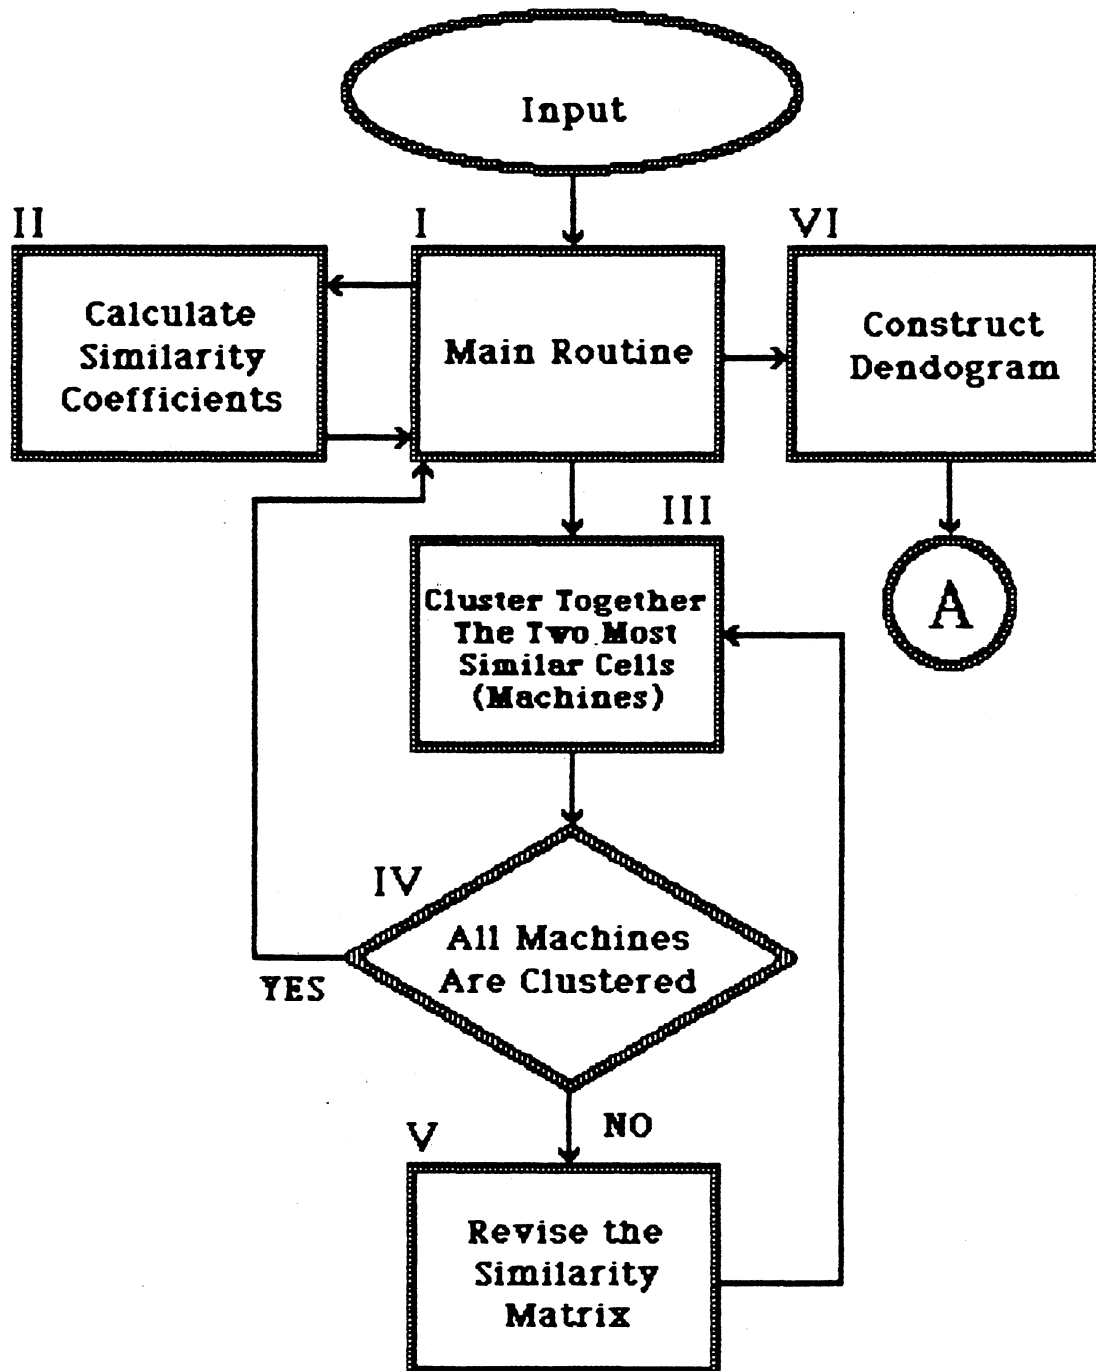 Input
II
I
VI
Calculate
Similarity
Coefficients
Main Routine
Construct
Dendogram
III
Cluster Together
The Two Most
Similar Cells
(Machines)
A
IV
All Machines
Are Clustered
YES
NO
V
Revise the
Similarity
Matrix